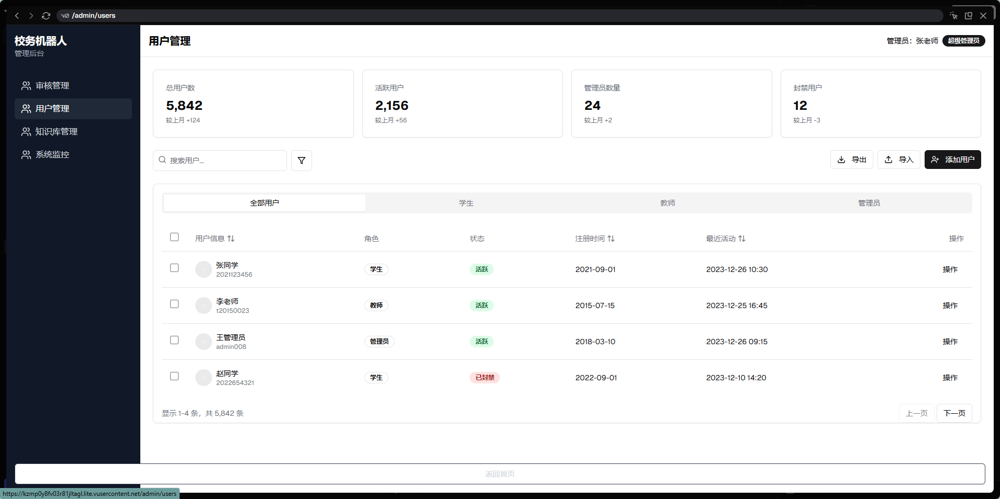 v0 /admin/users
校务机器人
管理后台
审核管理
用户管理
知识库管理
系统监控
用户管理
管理员：张老师 超级管理员
总用户数
5,842
较上月 +124
活跃用户
2,156
较上月 +56
管理员数量
24
较上月 +2
封禁用户
12
较上月 -3
搜索用户...
导出
导入
添加用户
全部用户 学生 教师 管理员
用户信息 角色 状态 注册时间 最近活动 操作
张同学
2021123456
学生 活跃 2021-09-01 2023-12-26 10:30 操作
李老师
t20150023
教师 活跃 2015-07-15 2023-12-25 16:45 操作
王管理员
admin008
管理员 活跃 2018-03-10 2023-12-26 09:15 操作
赵同学
2022654321
学生 已封禁 2022-09-01 2023-12-10 14:20 操作
显示 1-4 条，共 5,842 条
上一页 下一页
返回首页
https://kzmp0y8fv03r81jltagl.lite.vusercontent.net/admin/users